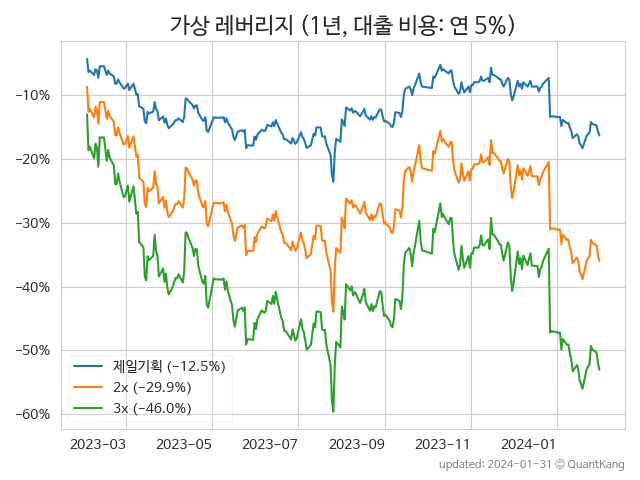 가상 레버리지 (1년, 대출 비용: 연 5%)
−10%
−20%
−30%
−40%
−50%
−60%
제일기획 (−12.5%)
2x (−29.9%)
3x (−46.0%)
2023-03 2023-05 2023-07 2023-09 2023-11 2024-01
updated: 2024-01-31 © QuantKang